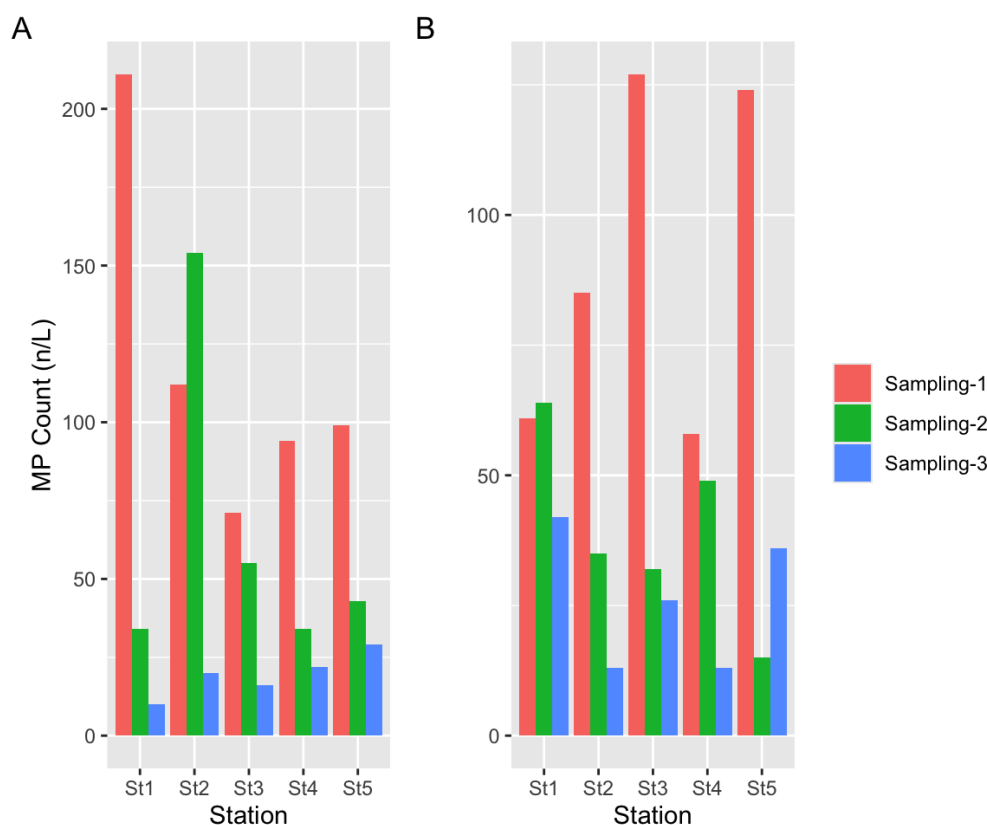 A
B
MP Count (n/L)
200
150
100
50
0
St1 St2 St3 St4 St5
Station
100
50
0
St1 St2 St3 St4 St5
Station
Sampling-1
Sampling-2
Sampling-3